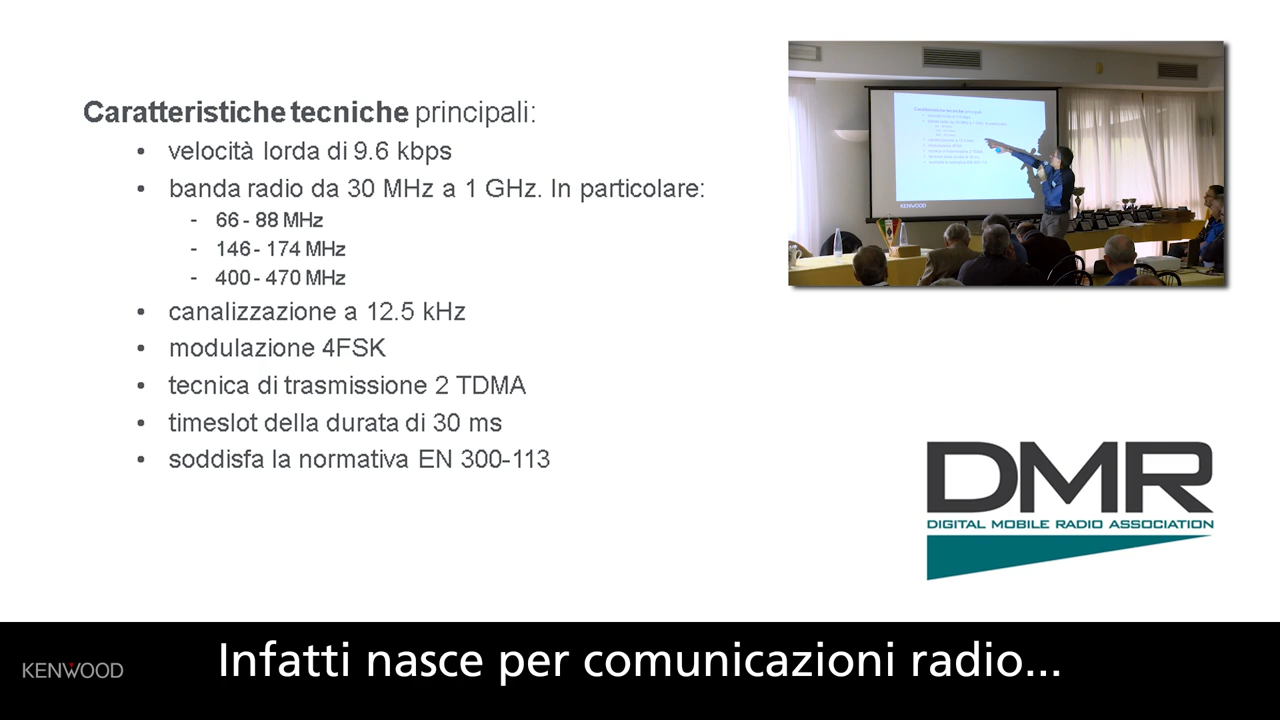 Caratteristiche tecniche principali:
• velocità lorda di 9.6 kbps
• banda radio da 30 MHz a 1 GHz. In particolare:
- 66 - 88 MHz
- 146 - 174 MHz
- 400 - 470 MHz
• canalizzazione a 12.5 kHz
• modulazione 4FSK
• tecnica di trasmissione 2 TDMA
• timeslot della durata di 30 ms
• soddisfa la normativa EN 300-113
KENWOOD
DMR
DIGITAL MOBILE RADIO ASSOCIATION
KENWOOD
Infatti nasce per comunicazioni radio...